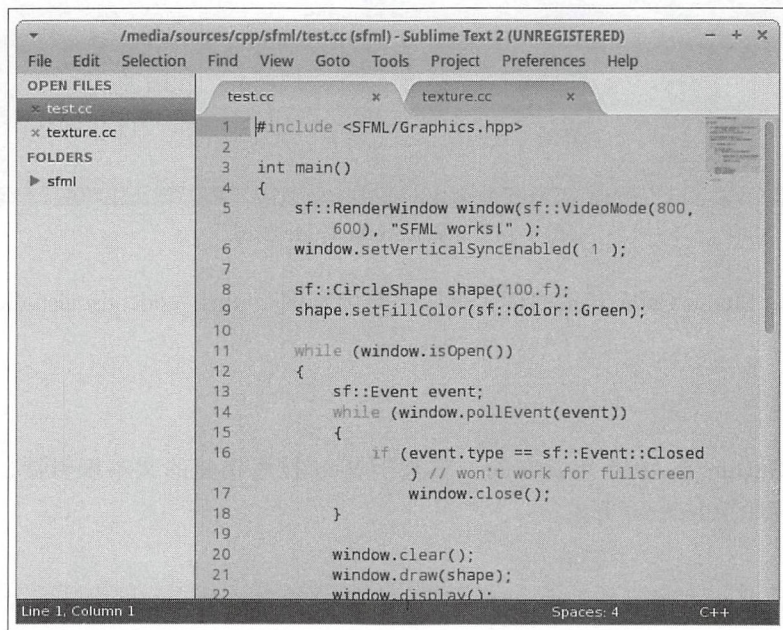 /media/sources/cpp/sfml/test.cc (sfml) - Sublime Text 2 (UNREGISTERED)
File Edit Selection Find View Goto Tools Project Preferences Help
OPEN FILES
test.cc
texture.cc
FOLDERS
sfml
test.cc texture.cc
1 #include <SFML/Graphics.hpp>
2
3 int main()
4 {
5 sf::RenderWindow window(sf::VideoMode(800,
600), "SFML works!" );
6 window.setVerticalSyncEnabled( 1 );
7
8 sf::CircleShape shape(100.f);
9 shape.setFillColor(sf::Color::Green);
10
11 while (window.isOpen())
12 {
13 sf::Event event;
14 while (window.pollEvent(event))
15 {
16 if (event.type == sf::Event::Closed
) // won't work for fullscreen
17 window.close();
18 }
19
20 window.clear();
21 window.draw(shape);
22 window.display();
Line 1, Column 1 Spaces: 4 C++